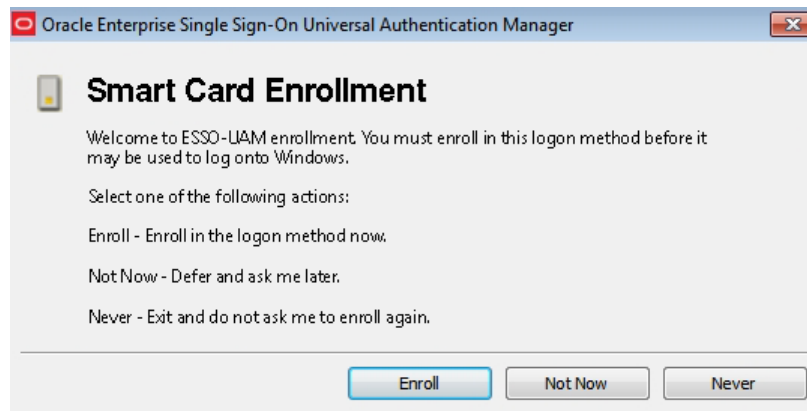 Oracle Enterprise Single Sign-On Universal Authentication Manager
Smart Card Enrollment
Welcome to ESSO-UAM enrollment. You must enroll in this logon method before it
may be used to log onto Windows.
Select one of the following actions:
Enroll - Enroll in the logon method now.
Not Now - Defer and ask me later.
Never - Exit and do not ask me to enroll again.
Enroll Not Now Never